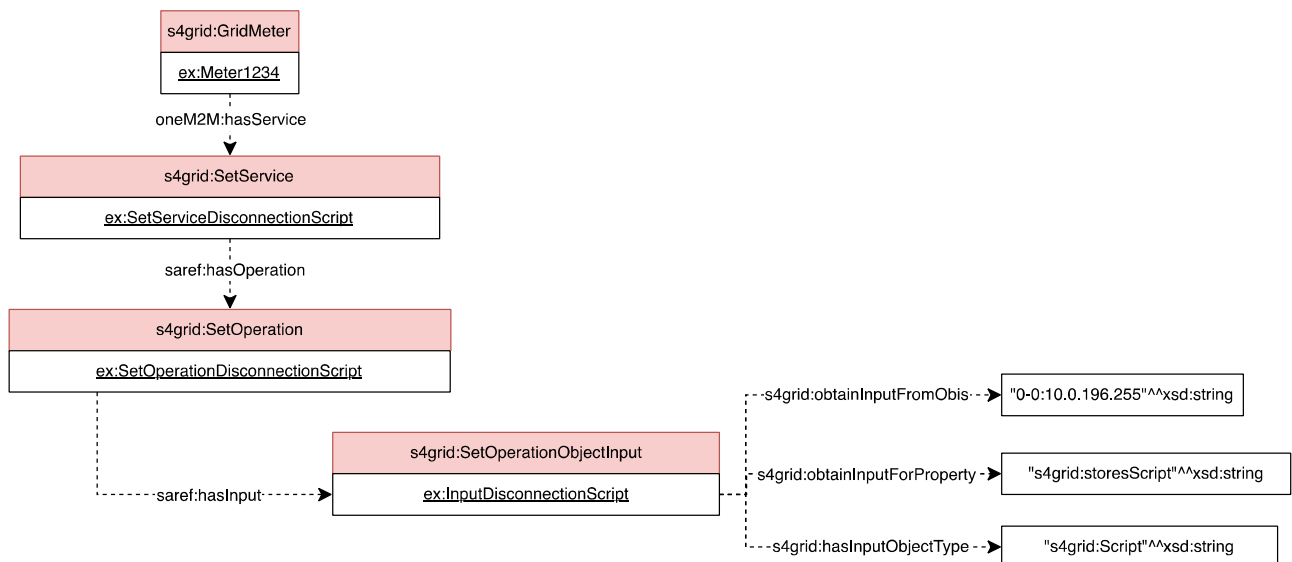 s4grid:GridMeter
ex:Meter1234
oneM2M:hasService
s4grid:SetService
ex:SetServiceDisconnectionScript
saref:hasOperation
s4grid:SetOperation
ex:SetOperationDisconnectionScript
s4grid:obtainInputFromObis
"0-0:10.0.196.255"^^xsd:string
s4grid:SetOperationObjectInput
s4grid:obtainInputForProperty
"s4grid:storesScript"^^xsd:string
saref:hasInput
ex:InputDisconnectionScript
s4grid:hasInputObjectType
"s4grid:Script"^^xsd:string